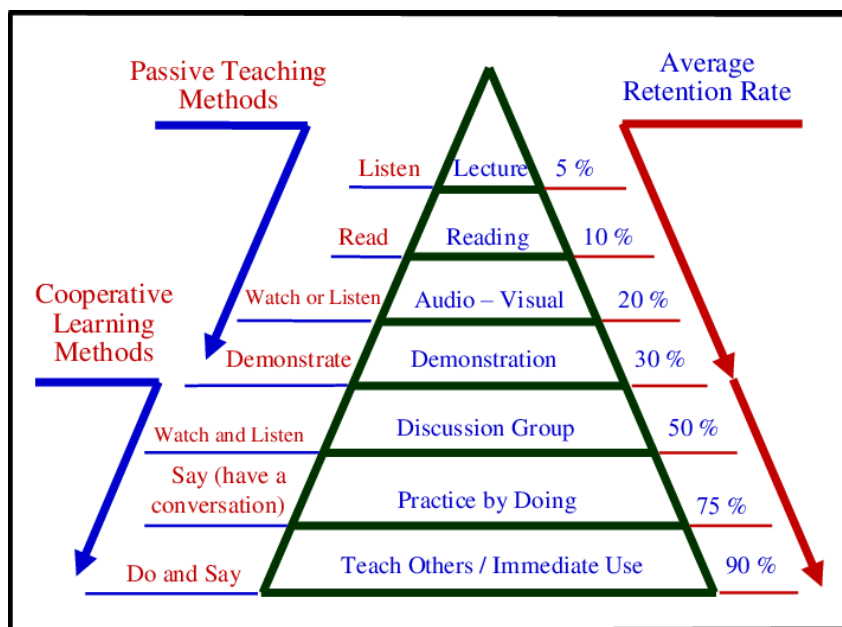 Passive Teaching
Methods
Average
Retention Rate
Listen Lecture 5 %
Read Reading 10 %
Cooperative
Learning
Methods
Watch or Listen Audio – Visual 20 %
Demonstrate Demonstration 30 %
Watch and Listen Discussion Group 50 %
Say (have a
conversation) Practice by Doing 75 %
Do and Say Teach Others / Immediate Use 90 %